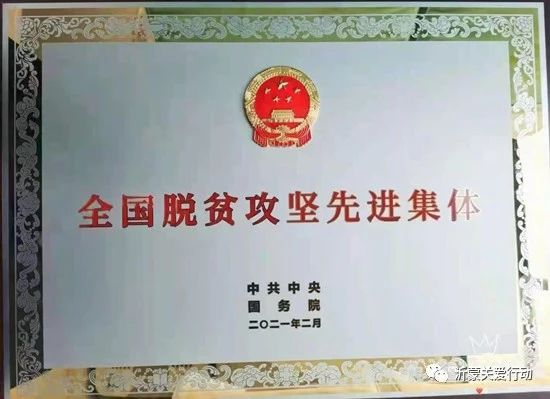 全国脱贫攻坚先进集体
中共中央
国务院
二〇二一年二月
沂蒙关爱行动